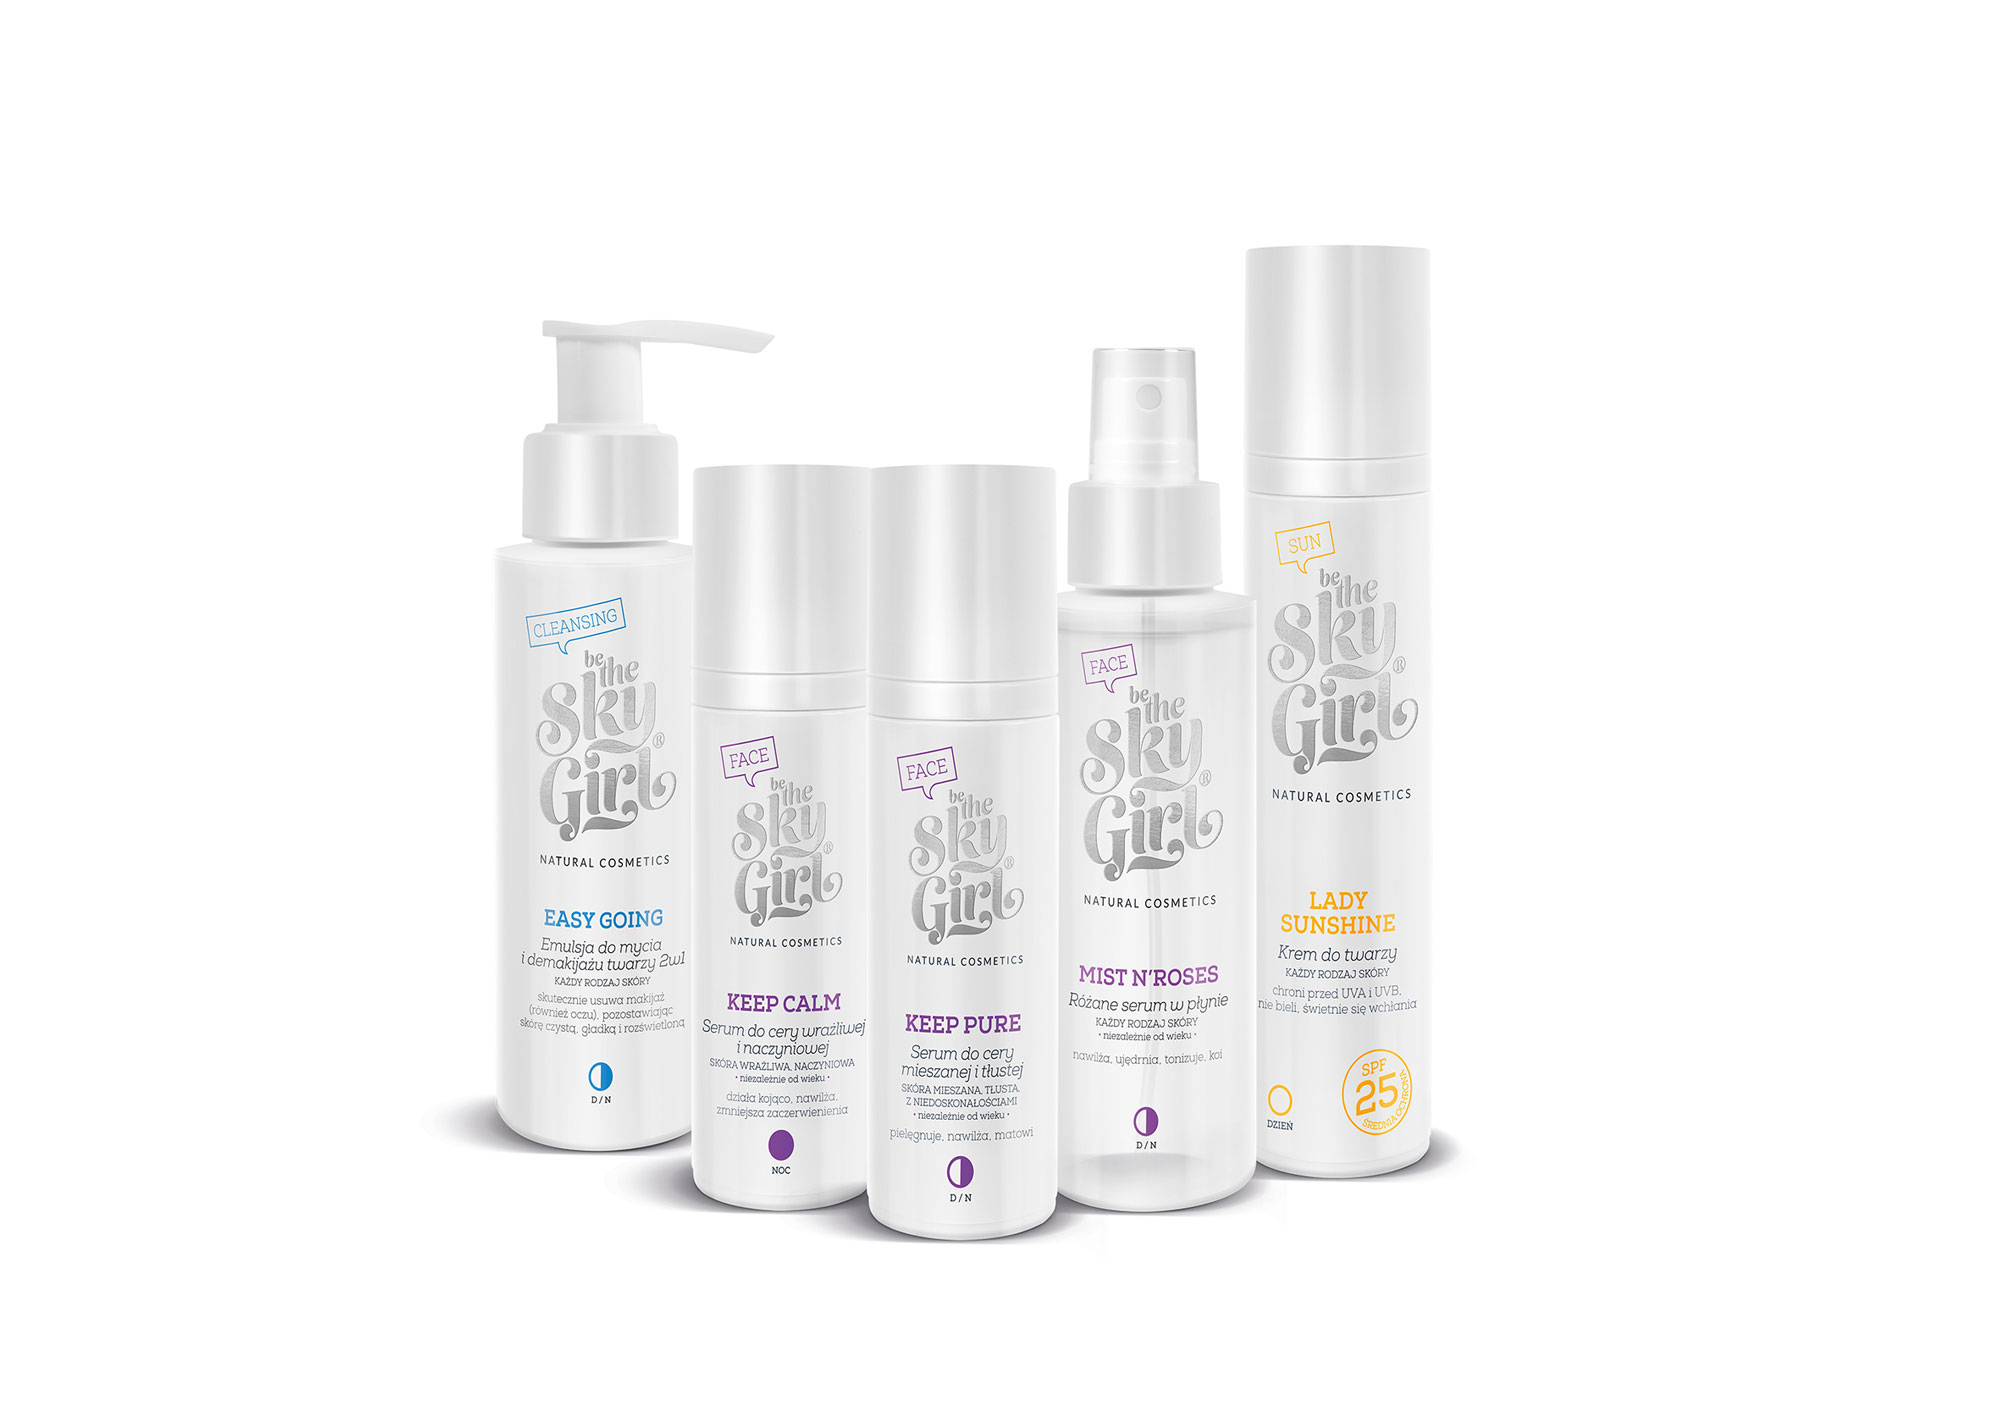 CLEANSING
be
the
Sky
Girl®
NATURAL COSMETICS
EASY GOING
Emulsja do mycia
i demakijażu twarzy 2w1
KAŻDY RODZAJ SKÓRY
skutecznie usuwa makijaż
(również oczu), pozostawiając
skórę czystą, gładką i rozświetloną
D/N
FACE
be
the
Sky
Girl®
NATURAL COSMETICS
KEEP CALM
Serum do cery wrażliwej
i naczyniowej
SKÓRA WRAŻLIWA, NACZYNIOWA
• niezależnie od wieku •
działa kojąco, nawilża,
zmniejsza zaczerwienienia
NOC
FACE
be
the
Sky
Girl®
NATURAL COSMETICS
KEEP PURE
Serum do cery
mieszanej i tłustej
SKÓRA MIESZANA, TŁUSTA,
Z NIEDOSKONAŁOŚCIAMI
• niezależnie od wieku •
pielęgnuje, nawilża, matowi
D/N
FACE
be
the
Sky
Girl®
NATURAL COSMETICS
MIST N'ROSES
Różane serum w płynie
KAŻDY RODZAJ SKÓRY
• niezależnie od wieku •
nawilża, ujędrnia, tonizuje, koi
D/N
SUN
be
the
Sky
Girl®
NATURAL COSMETICS
LADY
SUNSHINE
Krem do twarzy
KAŻDY RODZAJ SKÓRY
chroni przed UVA i UVB,
nie bieli, świetnie się wchłania
DZIEŃ
SPF
25
ŚREDNIA OCHRONA